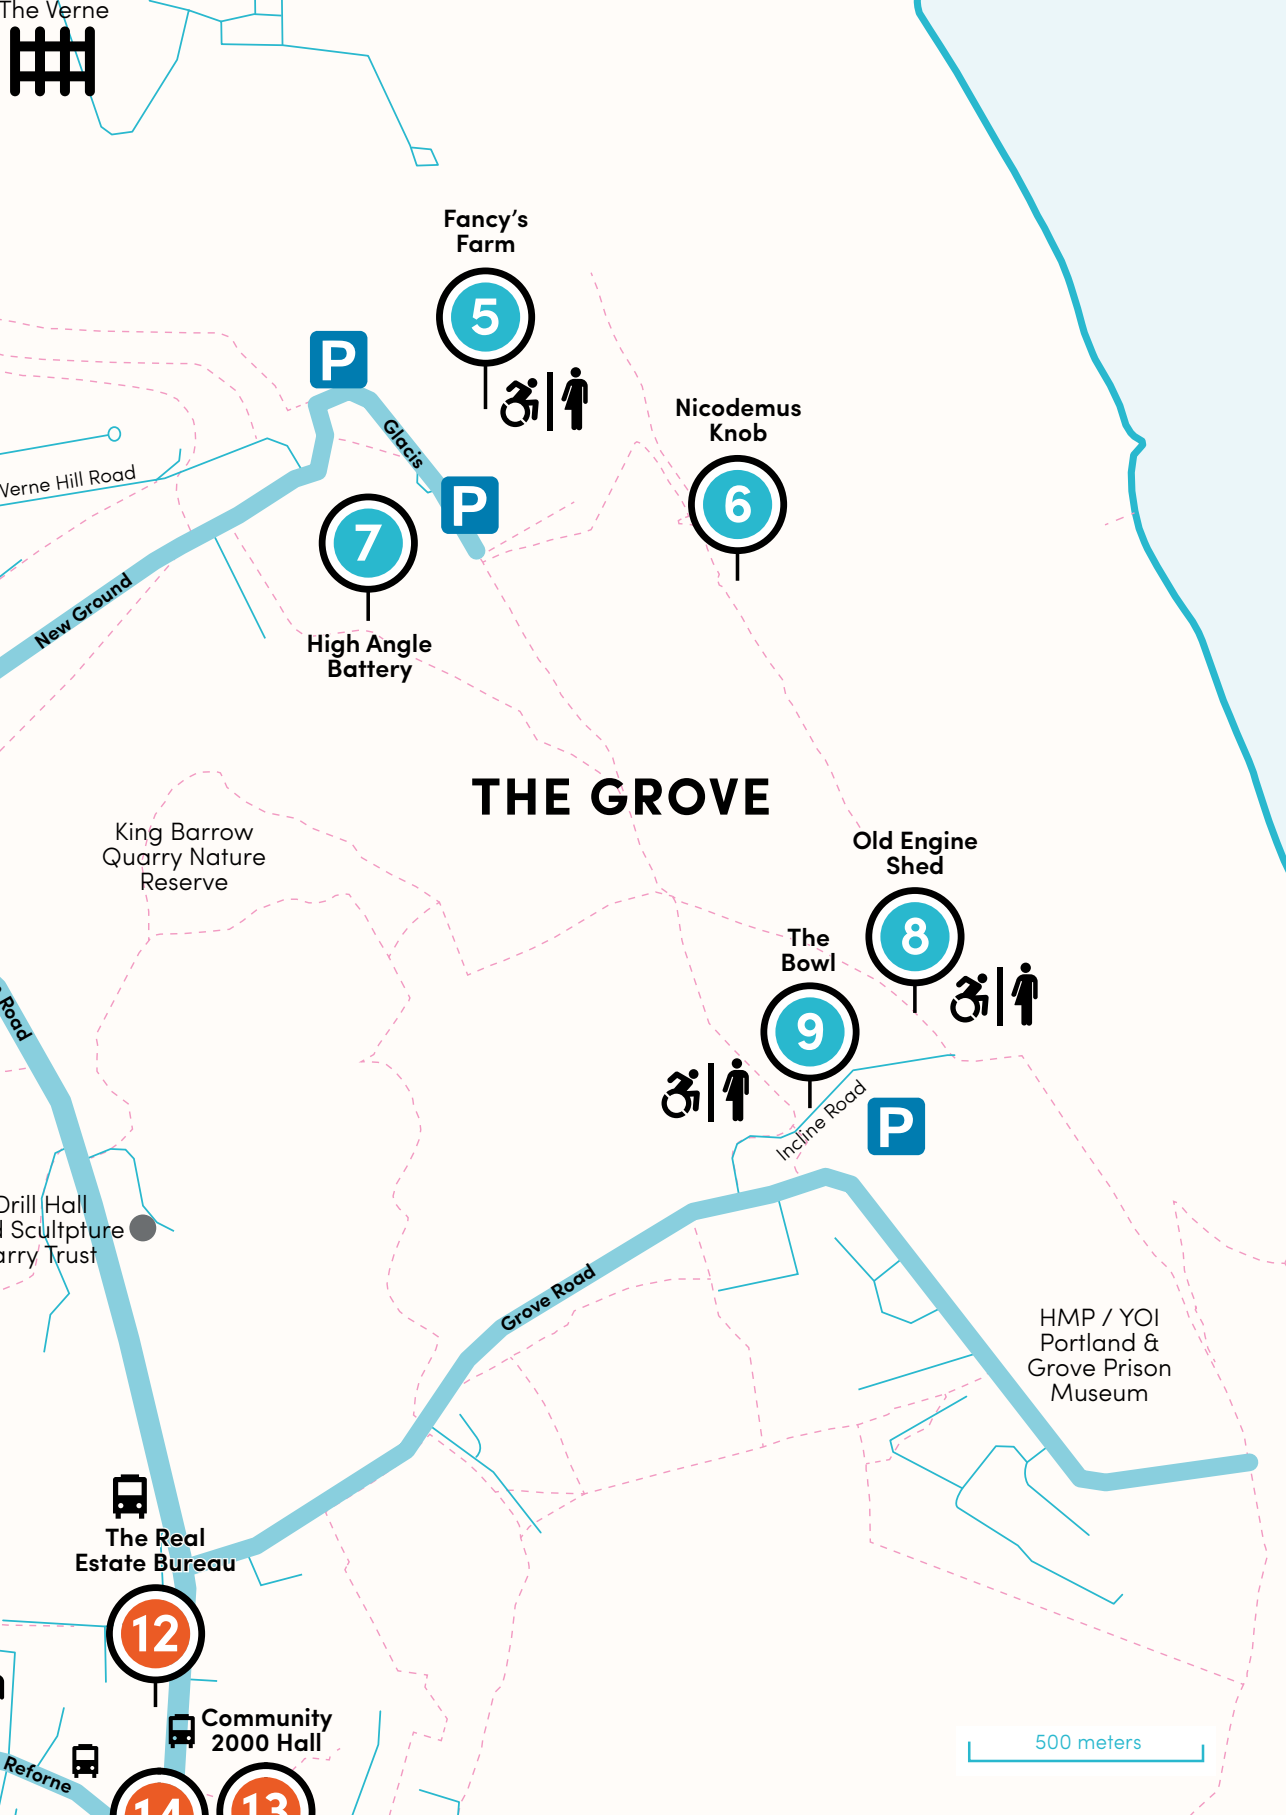 The Verne
Fancy's
Farm
5
P
Glacis
Nicodemus
Knob
6
Verne Hill Road
P
7
New Ground
High Angle
Battery
THE GROVE
King Barrow
Quarry Nature
Reserve
Old Engine
Shed
8
The
Bowl
9
Road
Incline Road
P
Drill Hall
Scultpture
Trust
Grove Road
HMP / YOI
Portland &
Grove Prison
Museum
The Real
Estate Bureau
12
Community
2000 Hall
500 meters
Reforne
14
13